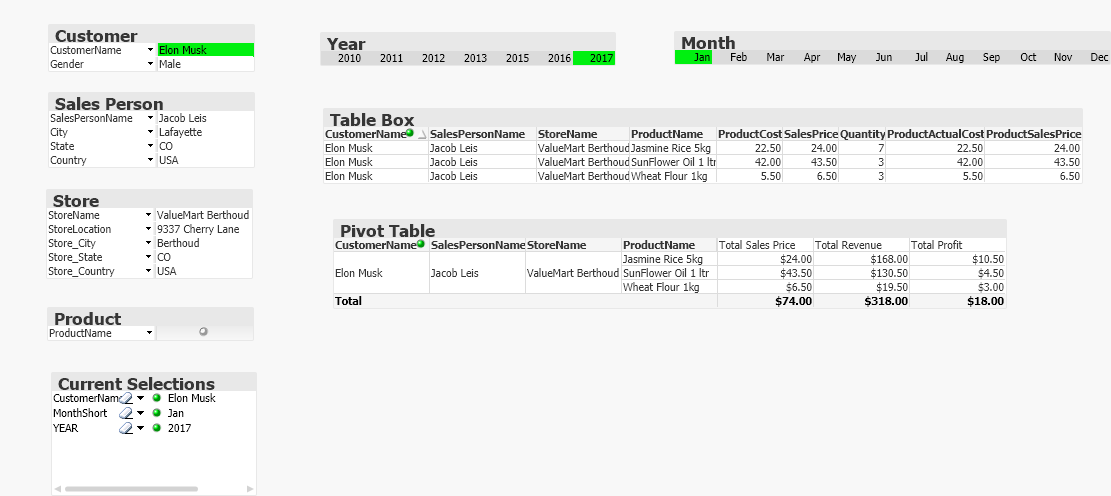 Customer
CustomerName Elon Musk
Gender Male
Sales Person
SalesPersonName Jacob Leis
City Lafayette
State CO
Country USA
Store
StoreName ValueMart Berthoud
StoreLocation 9337 Cherry Lane
Store_City Berthoud
Store_State CO
Store_Country USA
Product
ProductName
Current Selections
CustomerNam Elon Musk
MonthShort Jan
YEAR 2017
Year
2010 2011 2012 2013 2015 2016 2017
Month
Jan Feb Mar Apr May Jun Jul Aug Sep Oct Nov Dec
Table Box
CustomerName SalesPersonName StoreName ProductName ProductCost SalesPrice Quantity ProductActualCost ProductSalesPrice
Elon Musk Jacob Leis ValueMart Berthoud Jasmine Rice 5kg 22.50 24.00 7 22.50 24.00
Elon Musk Jacob Leis ValueMart Berthoud SunFlower Oil 1 ltr 42.00 43.50 3 42.00 43.50
Elon Musk Jacob Leis ValueMart Berthoud Wheat Flour 1kg 5.50 6.50 3 5.50 6.50
Pivot Table
CustomerName SalesPersonName StoreName ProductName Total Sales Price Total Revenue Total Profit
Jasmine Rice 5kg $24.00 $168.00 $10.50
Elon Musk Jacob Leis ValueMart Berthoud SunFlower Oil 1 ltr $43.50 $130.50 $4.50
Wheat Flour 1kg $6.50 $19.50 $3.00
Total $74.00 $318.00 $18.00